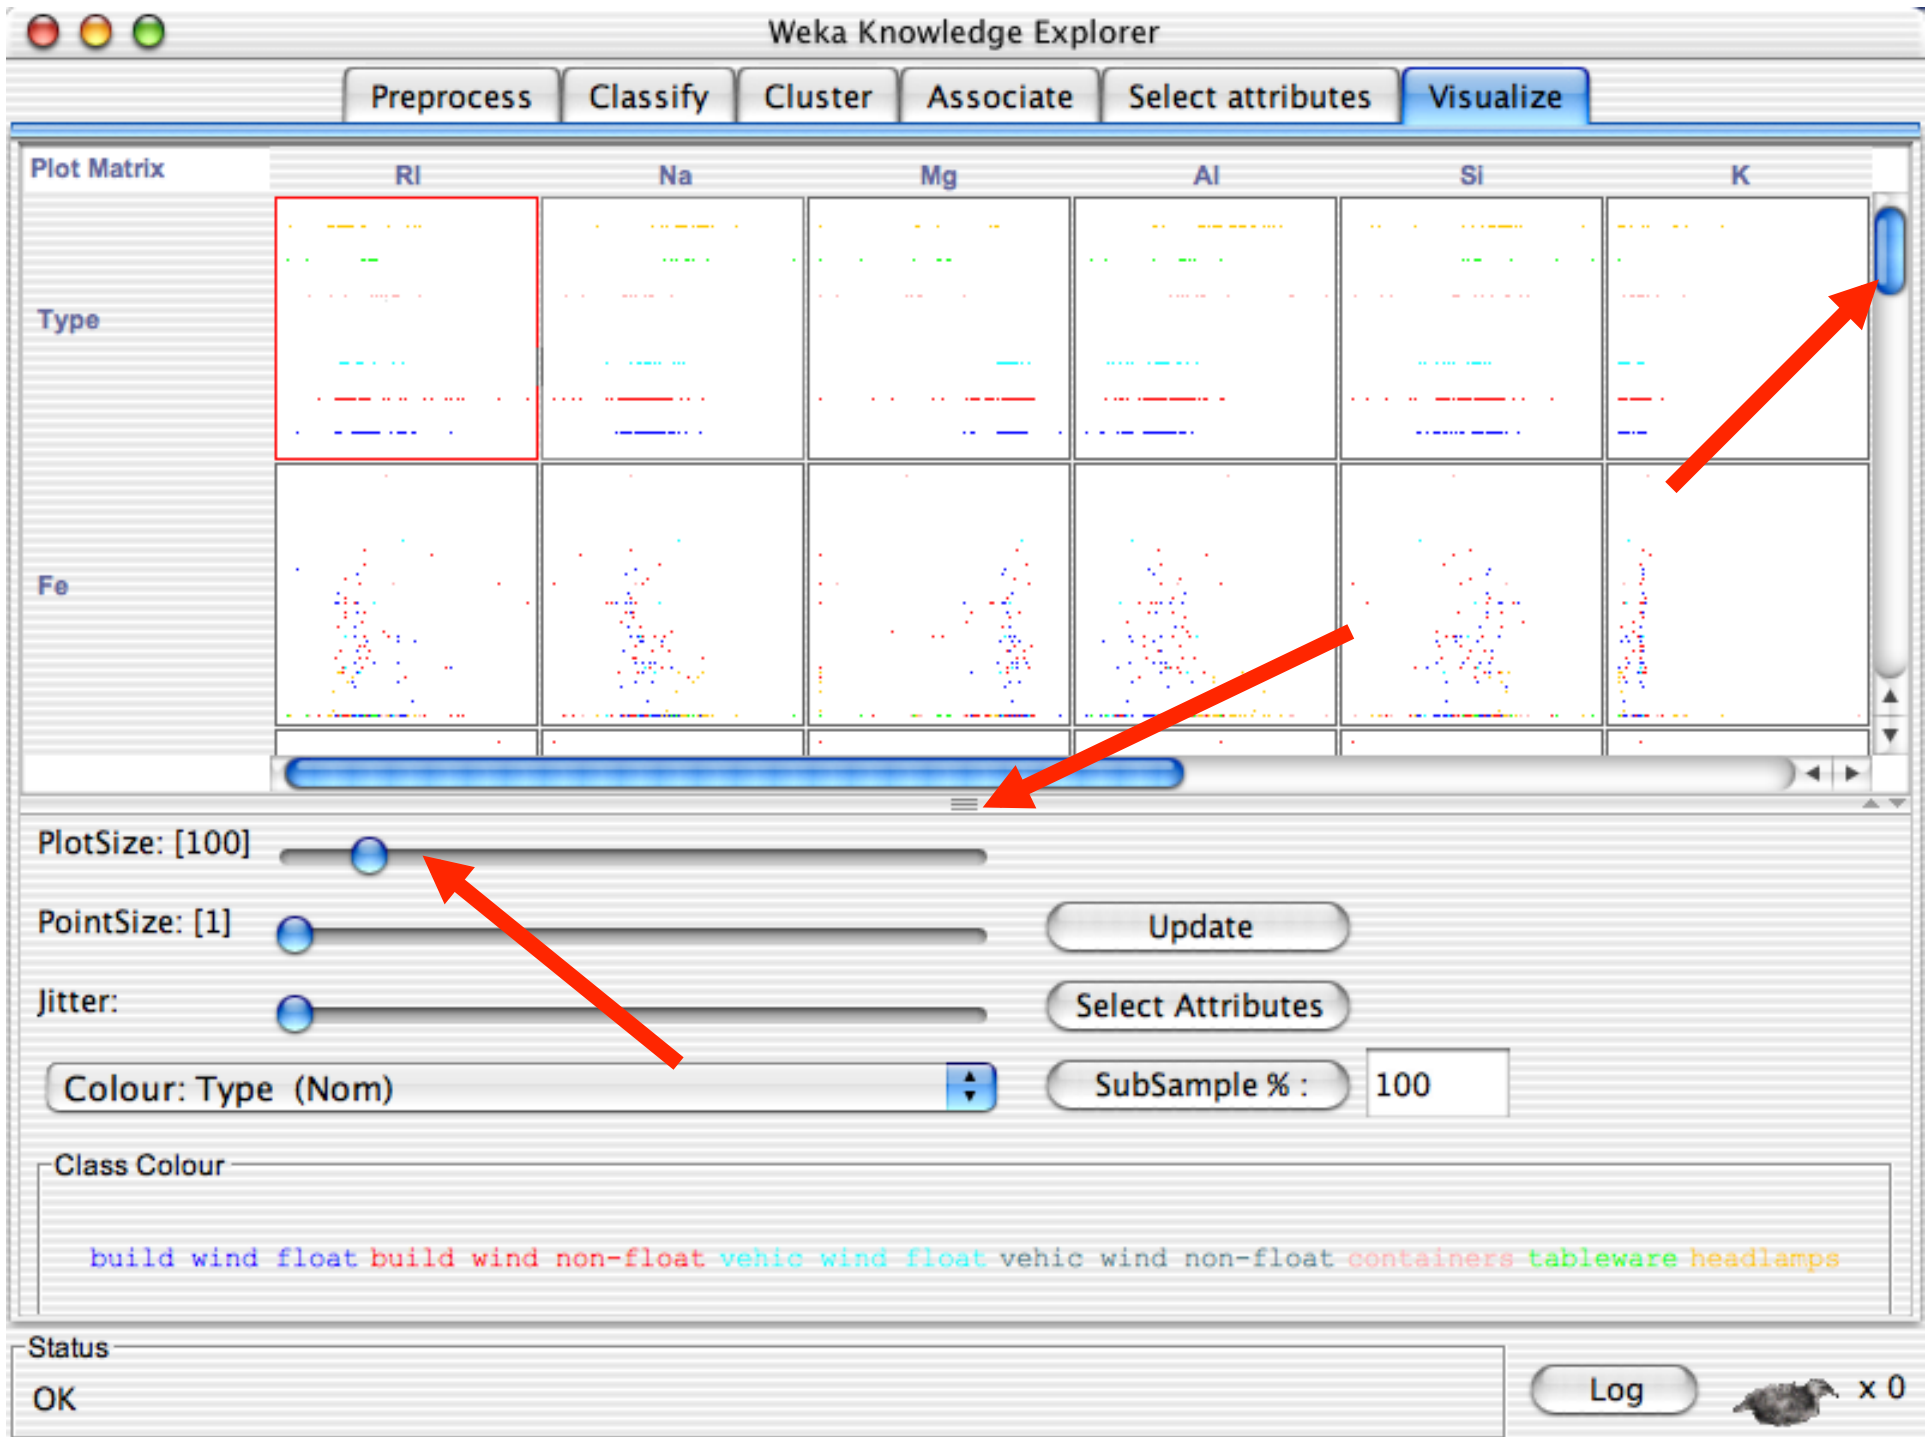 Weka Knowledge Explorer
Preprocess Classify Cluster Associate Select attributes Visualize
Plot Matrix RI Na Mg Al Si K
Type
Fe
PlotSize: [100]
PointSize: [1] Update
Jitter: Select Attributes
Colour: Type (Nom) SubSample % : 100
Class Colour
build wind float build wind non-float vehic wind float vehic wind non-float containers tableware headlamps
Status
OK Log x 0